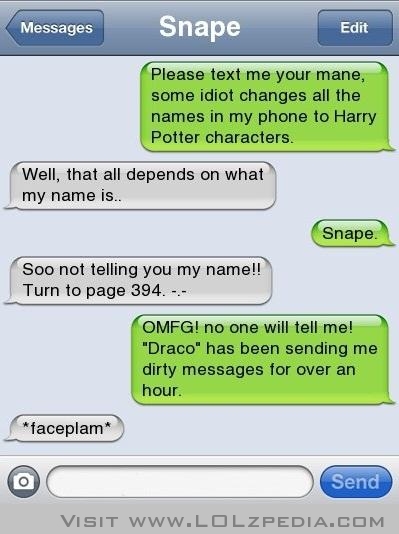 Messages
Snape
Edit
Please text me your mane,
some idiot changes all the
names in my phone to Harry
Potter characters.
Well, that all depends on what
my name is..
Snape.
Soo not telling you my name!!
Turn to page 394. -.-
OMFG! no one will tell me!
"Draco" has been sending me
dirty messages for over an
hour.
*faceplam*
Send
Visit www.LOLzpedia.com